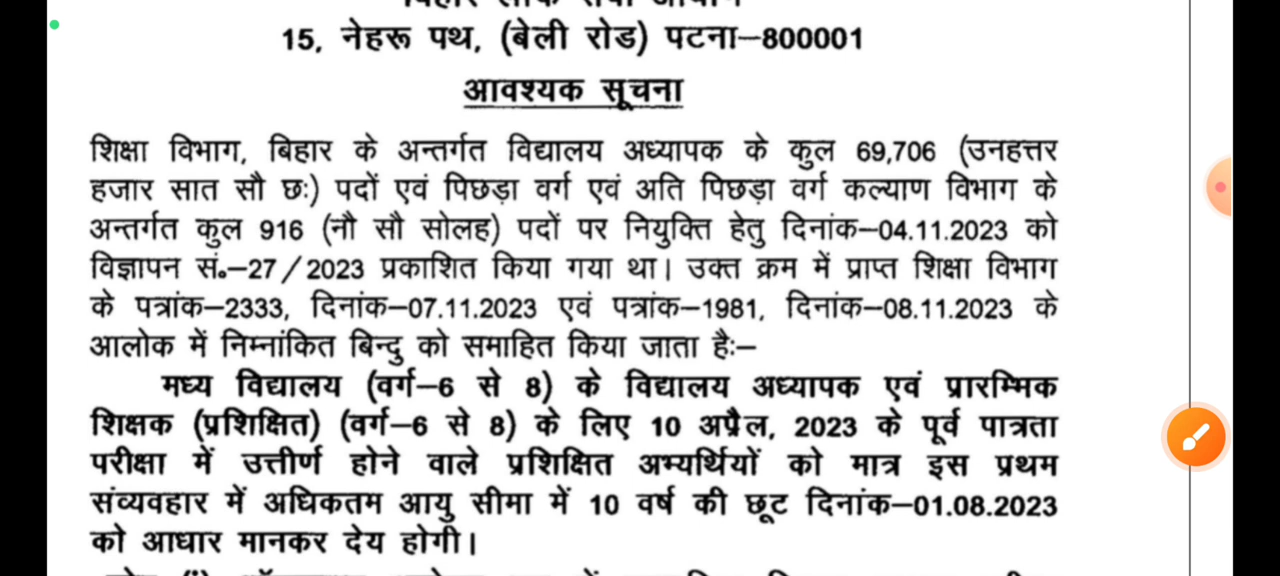 15, नेहरू पथ, (बेली रोड) पटना–800001
आवश्यक सूचना
शिक्षा विभाग, बिहार के अन्तर्गत विद्यालय अध्यापक के कुल 69,706 (उनहत्तर
हजार सात सौ छः) पदों एवं पिछड़ा वर्ग एवं अति पिछड़ा वर्ग कल्याण विभाग के
अन्तर्गत कुल 916 (नौ सौ सोलह) पदों पर नियुक्ति हेतु दिनांक–04.11.2023 को
विज्ञापन सं०–27/2023 प्रकाशित किया गया था। उक्त क्रम में प्राप्त शिक्षा विभाग
के पत्रांक–2333, दिनांक–07.11.2023 एवं पत्रांक–1981, दिनांक–08.11.2023 के
आलोक में निम्नांकित बिन्दु को समाहित किया जाता हैः–
मध्य विद्यालय (वर्ग–6 से 8) के विद्यालय अध्यापक एवं प्रारम्भिक
शिक्षक (प्रशिक्षित) (वर्ग–6 से 8) के लिए 10 अप्रैल, 2023 के पूर्व पात्रता
परीक्षा में उत्तीर्ण होने वाले प्रशिक्षित अभ्यर्थियों को मात्र इस प्रथम
संव्यवहार में अधिकतम आयु सीमा में 10 वर्ष की छूट दिनांक–01.08.2023
को आधार मानकर देय होगी।